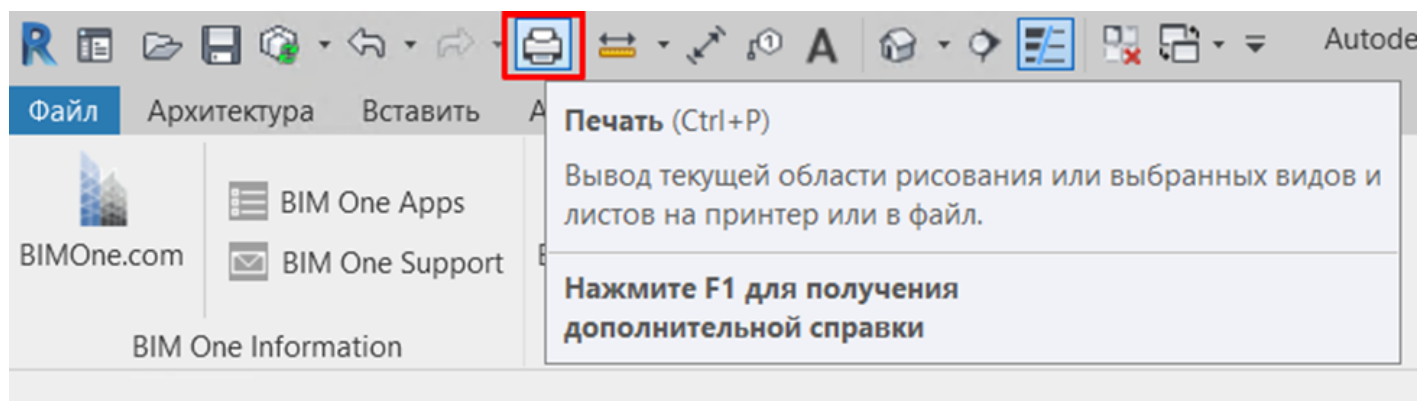 R A Autode
Файл Архитектура Вставить А
Печать (Ctrl+P)
Вывод текущей области рисования или выбранных видов и
листов на принтер или в файл.
Нажмите F1 для получения
дополнительной справки
BIMOne.com
BIM One Apps
BIM One Support
BIM One Information